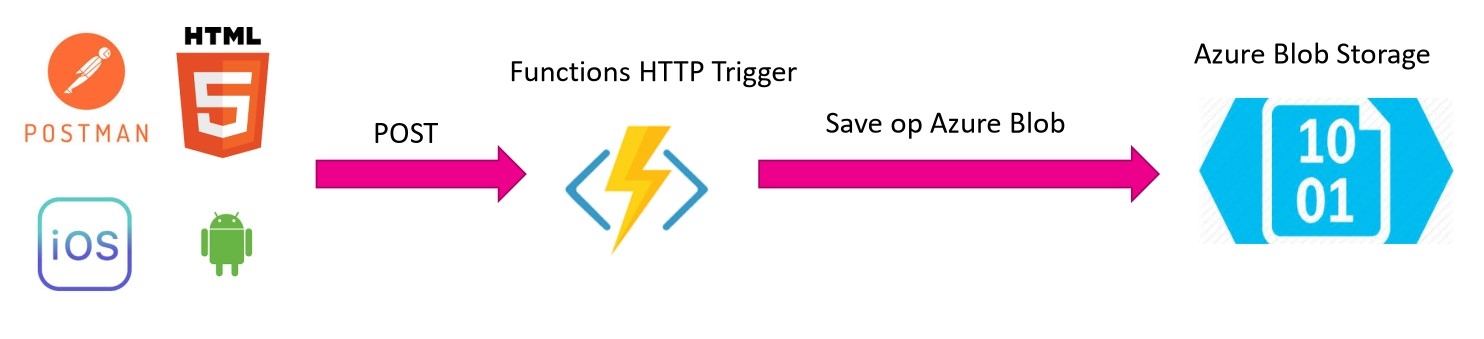 HTML
5
POSTMAN
iOS
POST
Functions HTTP Trigger
Save op Azure Blob
Azure Blob Storage
10
01